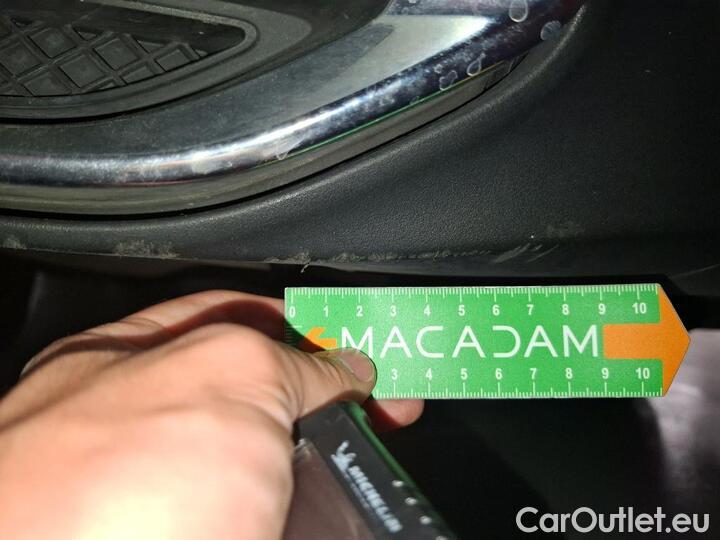 0 1 2 3 4 5 6 7 8 9 10
MACADAM
3 4 5 6 7 8 9 10
MICHELIN
CarOutlet.eu